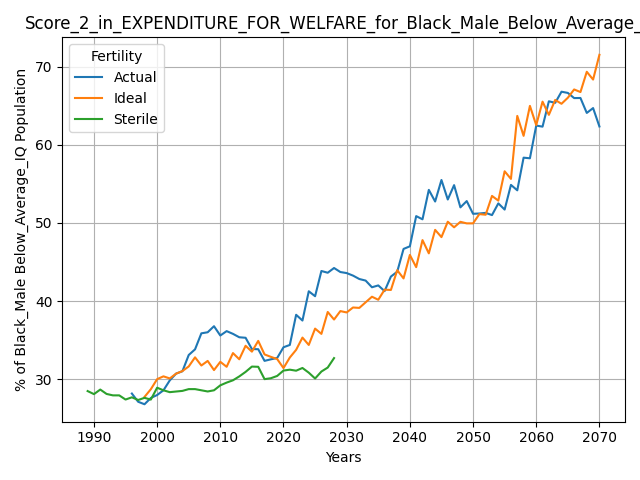 Score_2_in_EXPENDITURE_FOR_WELFARE_for_Black_Male_Below_Average_
Fertility
Actual
Ideal
Sterile
% of Black_Male Below_Average_IQ Population
70
60
50
40
30
1990 2000 2010 2020 2030 2040 2050 2060 2070
Years